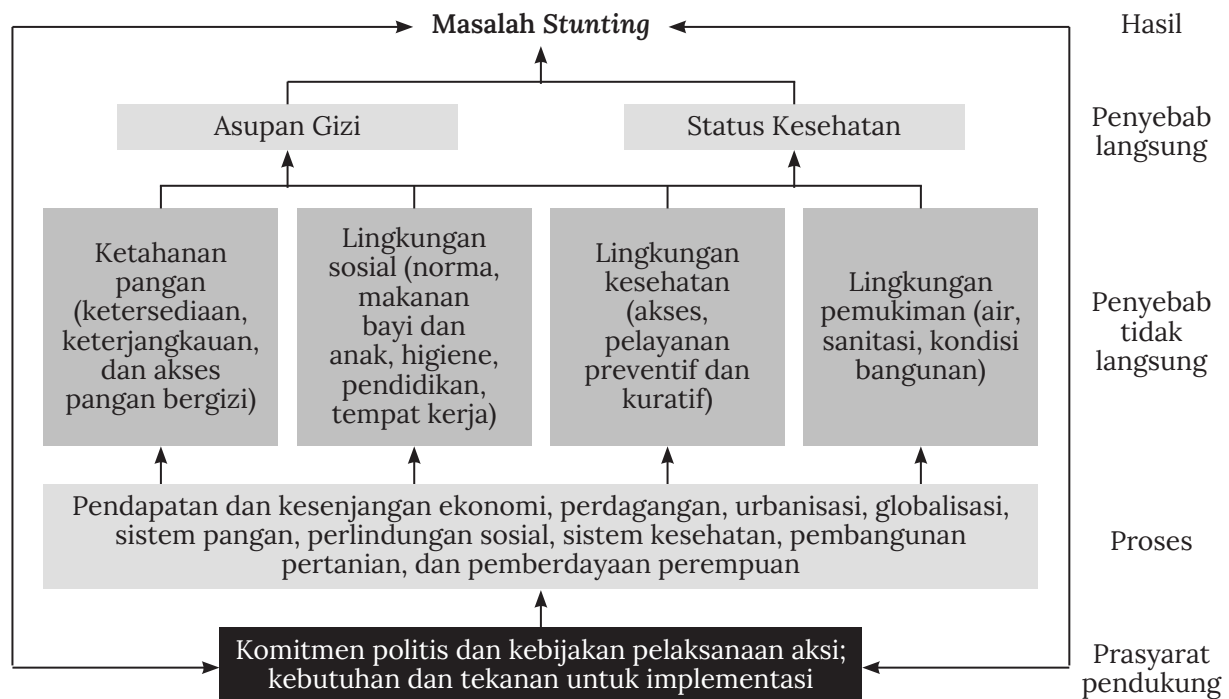 Masalah Stunting
Hasil
Asupan Gizi
Status Kesehatan
Penyebab
langsung
Ketahanan
pangan
(ketersediaan,
keterjangkauan,
dan akses
pangan bergizi)
Lingkungan
sosial (norma,
makanan
bayi dan
anak, higiene,
pendidikan,
tempat kerja)
Lingkungan
kesehatan
(akses,
pelayanan
preventif dan
kuratif)
Lingkungan
pemukiman (air,
sanitasi, kondisi
bangunan)
Penyebab
tidak
langsung
Pendapatan dan kesenjangan ekonomi, perdagangan, urbanisasi, globalisasi,
sistem pangan, perlindungan sosial, sistem kesehatan, pembangunan
pertanian, dan pemberdayaan perempuan
Proses
Komitmen politis dan kebijakan pelaksanaan aksi;
kebutuhan dan tekanan untuk implementasi
Prasyarat
pendukung